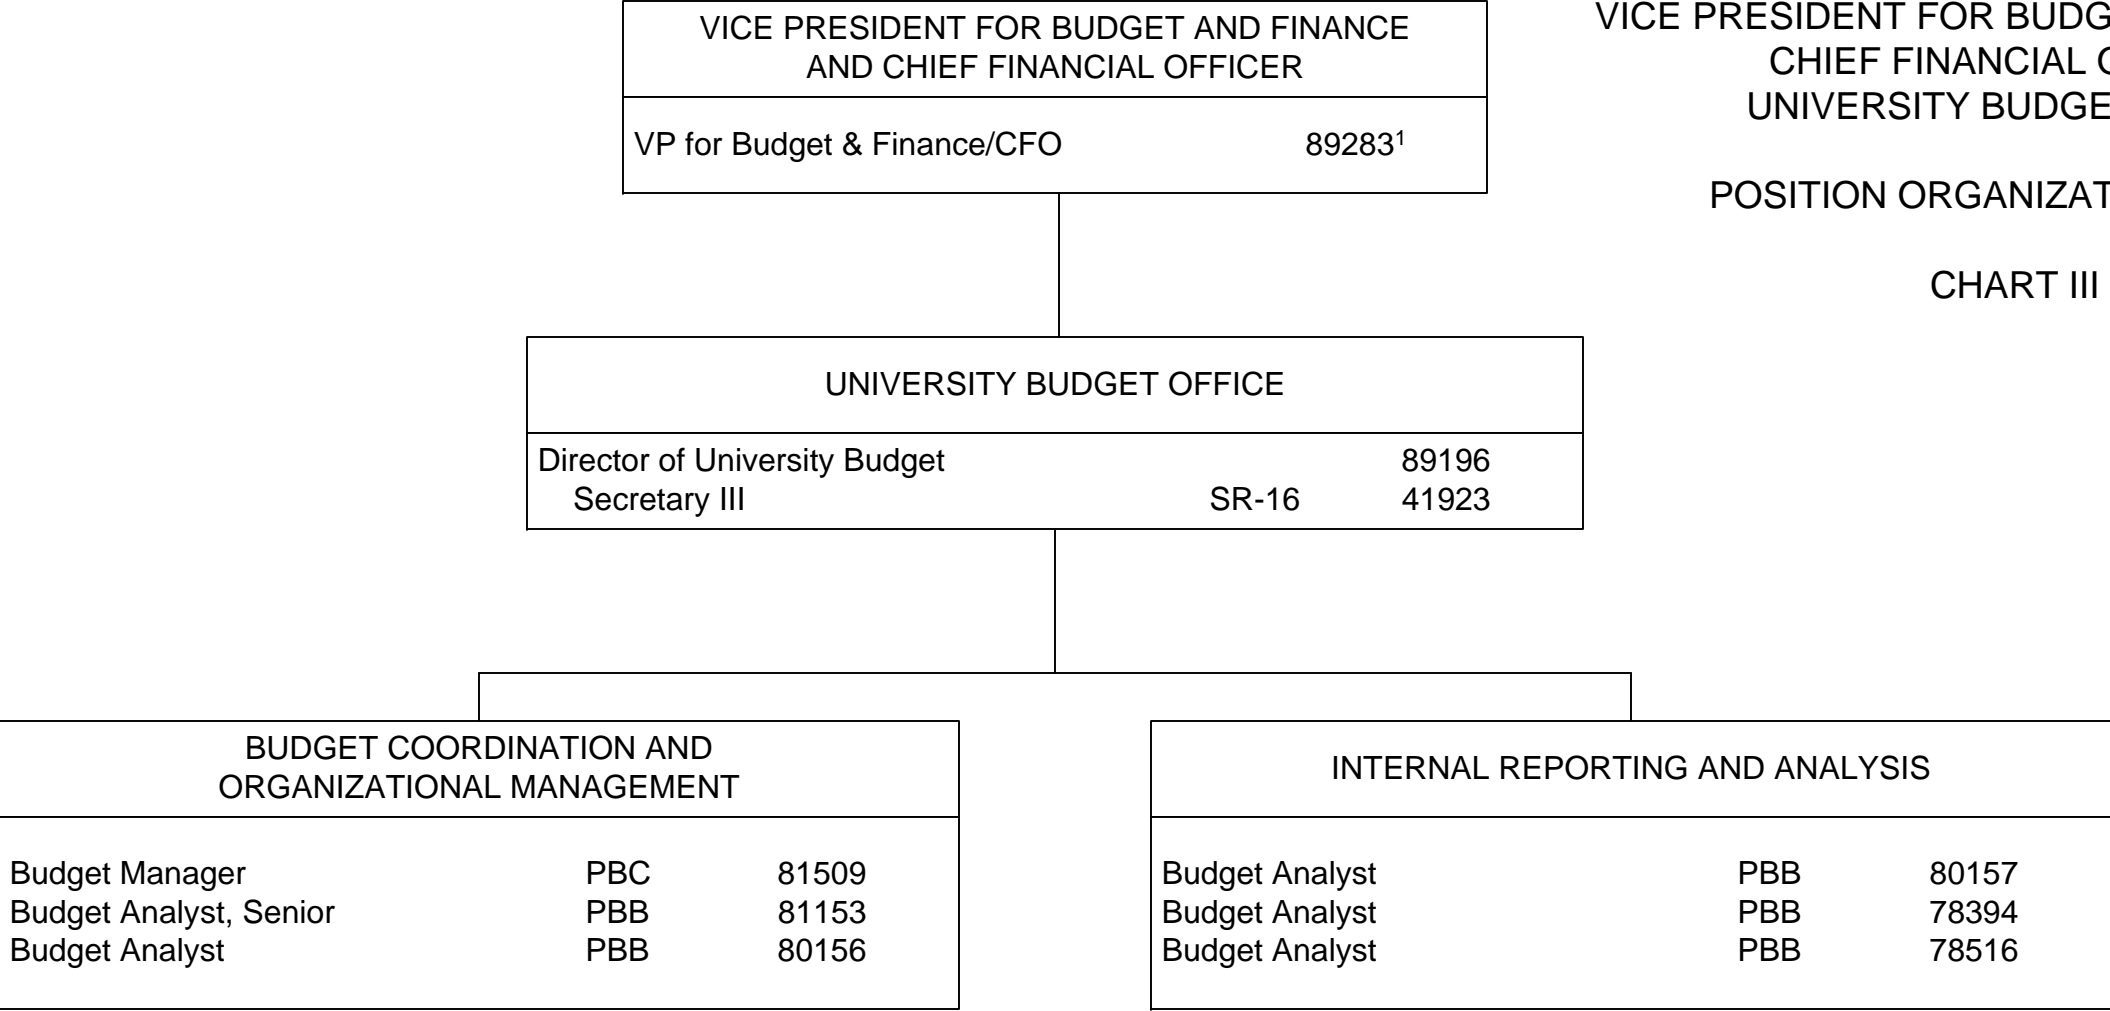 VICE PRESIDENT FOR BUDGET AND FINANCE
AND CHIEF FINANCIAL OFFICER
VP for Budget & Finance/CFO 89283¹
VICE PRESIDENT FOR
CHIEF FINANCIAL
UNIVERSITY
POSITION
CHART III
UNIVERSITY BUDGET OFFICE
Director of University Budget 89196
Secretary III SR-16 41923
BUDGET COORDINATION AND
ORGANIZATIONAL MANAGEMENT
Budget Manager PBC 81509
Budget Analyst, Senior PBB 81153
Budget Analyst PBB 80156
INTERNAL REPORTING AND ANALYSIS
Budget Analyst PBB 80157
Budget Analyst PBB 78394
Budget Analyst PBB 78516